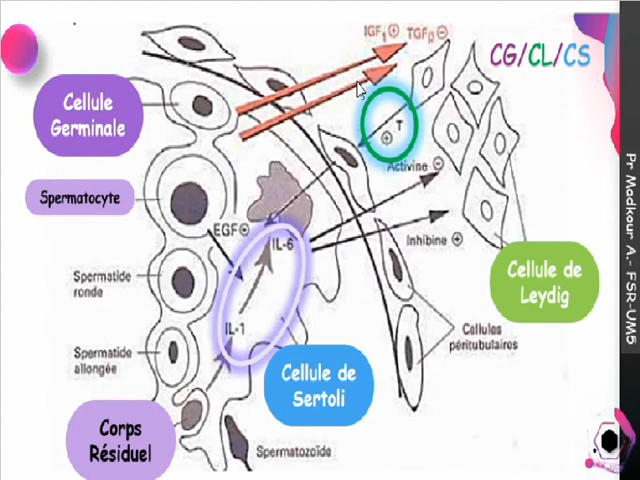 IGF1 ⊕ TGFβ ⊖
CG/CL/CS
Cellule
Germinale
⊕ T
Activine ⊖
Spermatocyte
EGF ⊕
IL-6
Inhibine ⊕
Cellule de
Leydig
Spermatide
ronde
IL-1
Cellules
péritubulaires
Spermatide
allongée
Cellule de
Sertoli
Corps
Résiduel
Spermatozoïde
Pr Madkour A.- FSR-UM5